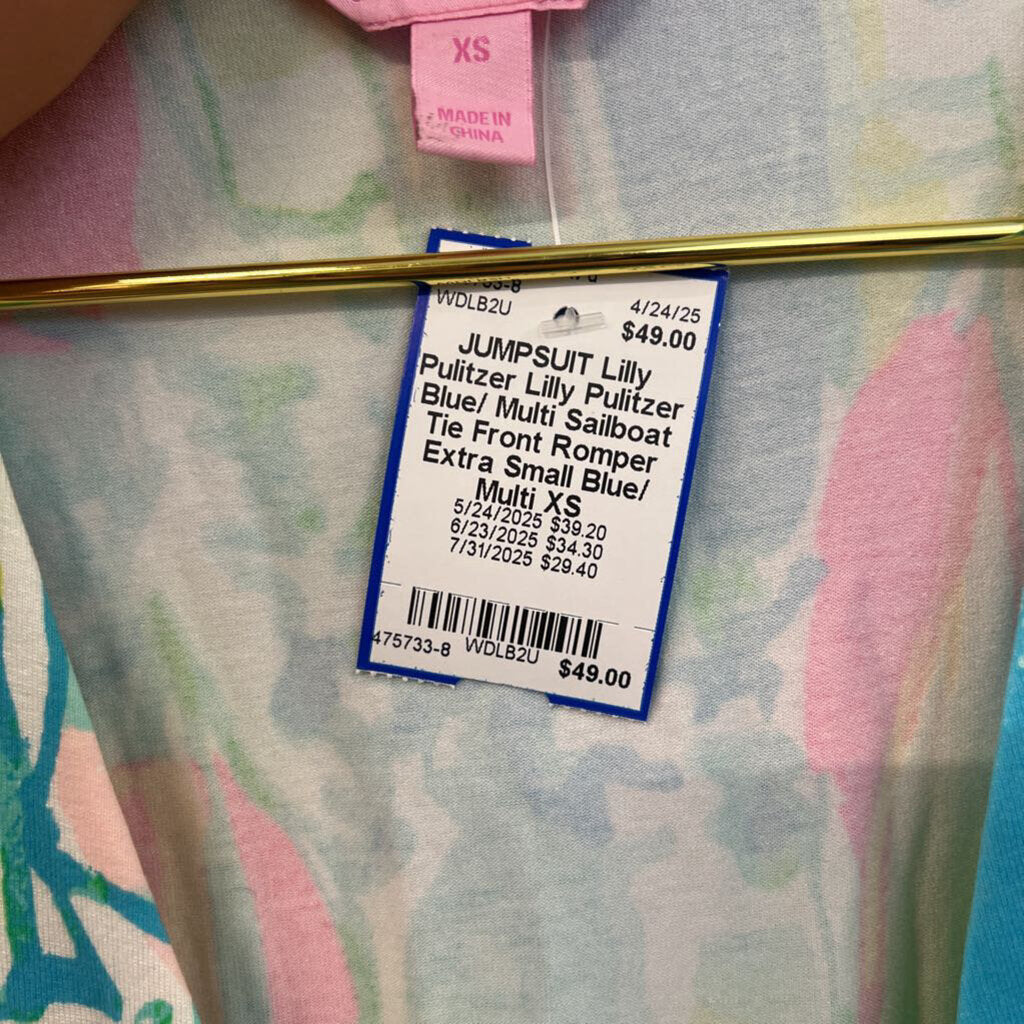 XS
MADE IN
CHINA
WDLB2U
4/24/25
$49.00
JUMPSUIT Lilly
Pulitzer Lilly Pulitzer
Blue/ Multi Sailboat
Tie Front Romper
Extra Small Blue/
Multi XS
5/24/2025 $39.20
6/23/2025 $34.30
7/31/2025 $29.40
475733-8 WDLB2U $49.00